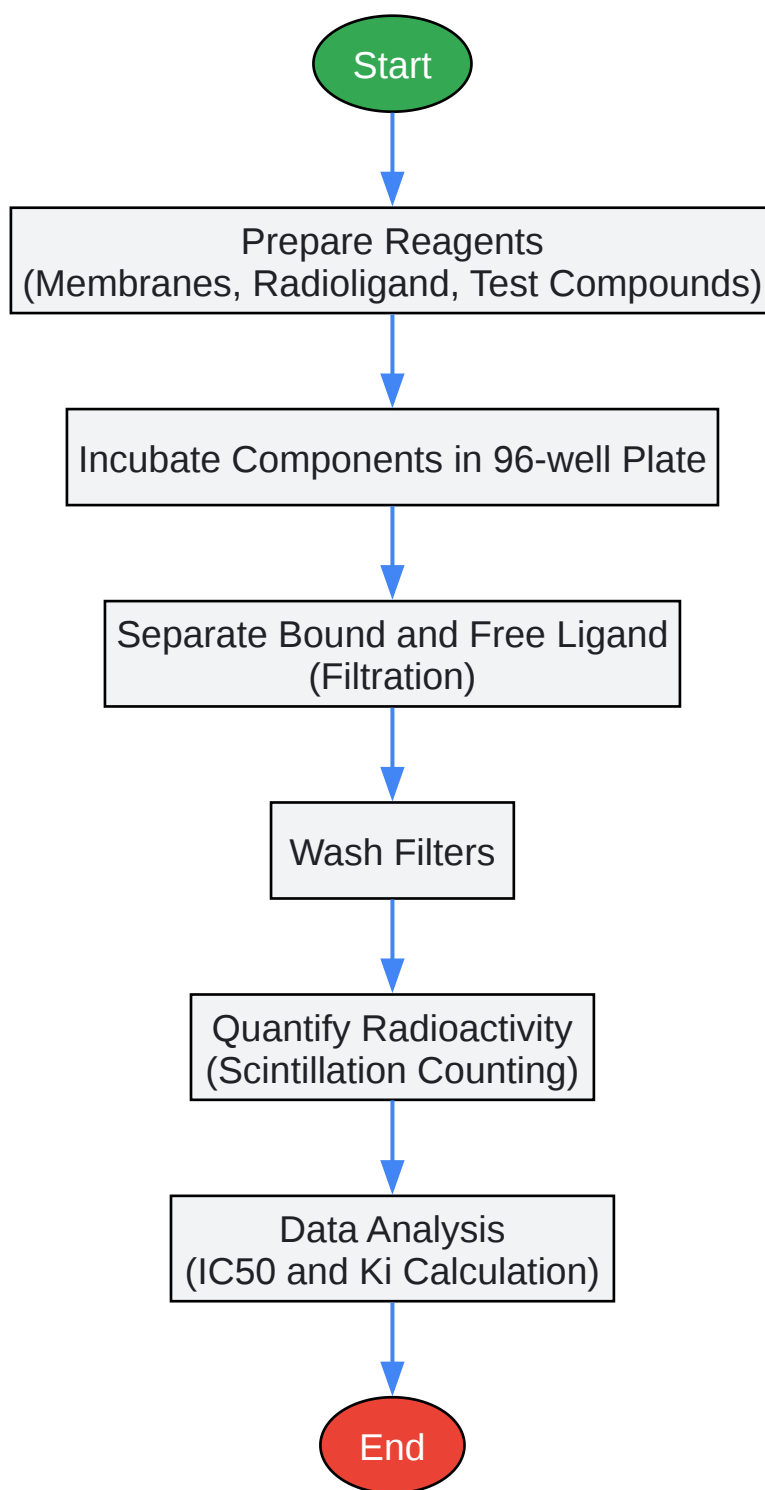 Start
Prepare Reagents
(Membranes, Radioligand, Test Compounds)
Incubate Components in 96-well Plate
Separate Bound and Free Ligand
(Filtration)
Wash Filters
Quantify Radioactivity
(Scintillation Counting)
Data Analysis
(IC50 and Ki Calculation)
End